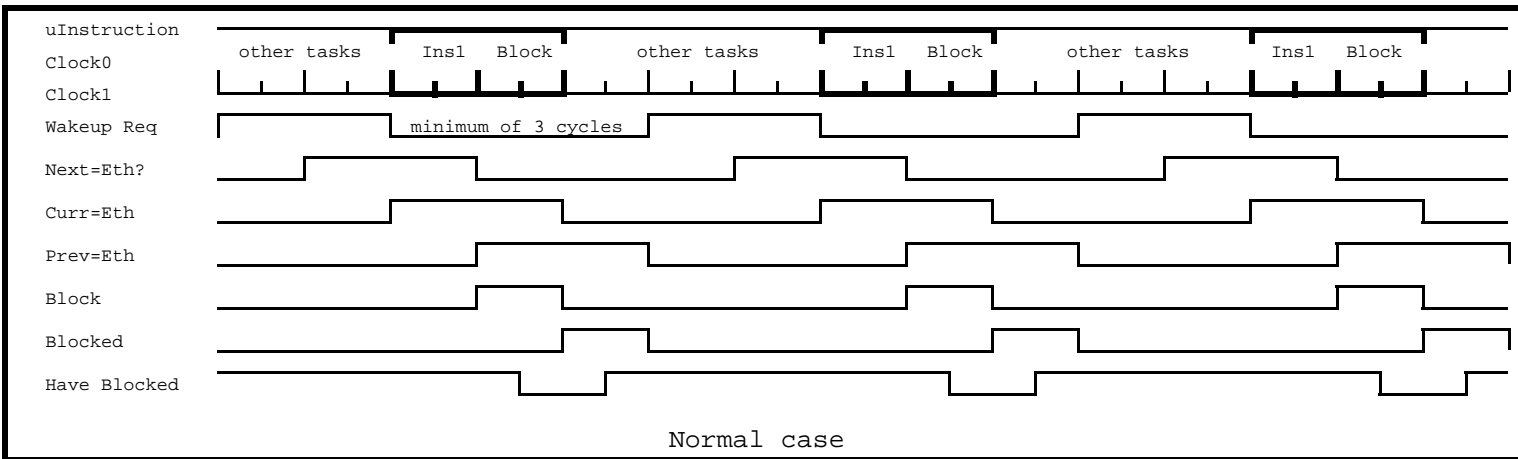 uInstruction
other tasks Ins1 Block other tasks Ins1 Block other tasks Ins1 Block
Clock0
Clock1
Wakeup Req minimum of 3 cycles
Next=Eth?
Curr=Eth
Prev=Eth
Block
Blocked
Have Blocked
Normal case